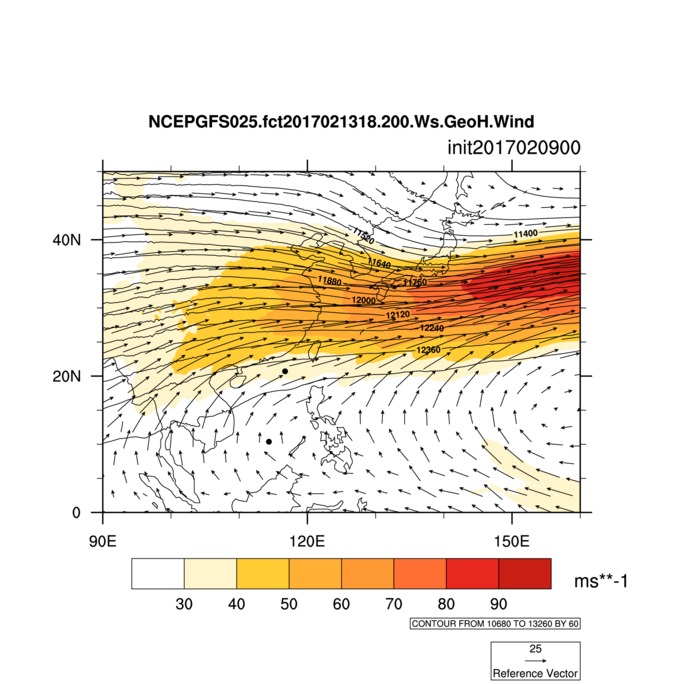 NCEPGFS025.fct2017021318.200.Ws.GeoH.Wind
init2017020900
11400
11520
40N
11640
11880
11760
12000
12120
12240
12360
20N
0
90E 120E 150E
ms**-1
30 40 50 60 70 80 90
CONTOUR FROM 10680 TO 13260 BY 60
25
Reference Vector